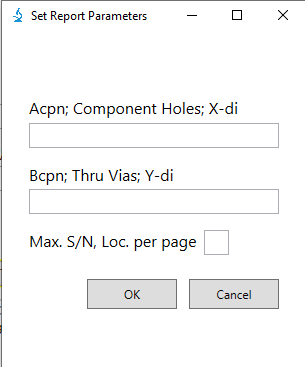 Set Report Parameters
Acpn; Component Holes; X-di
Bcpn; Thru Vias; Y-di
Max. S/N, Loc. per page
OK Cancel